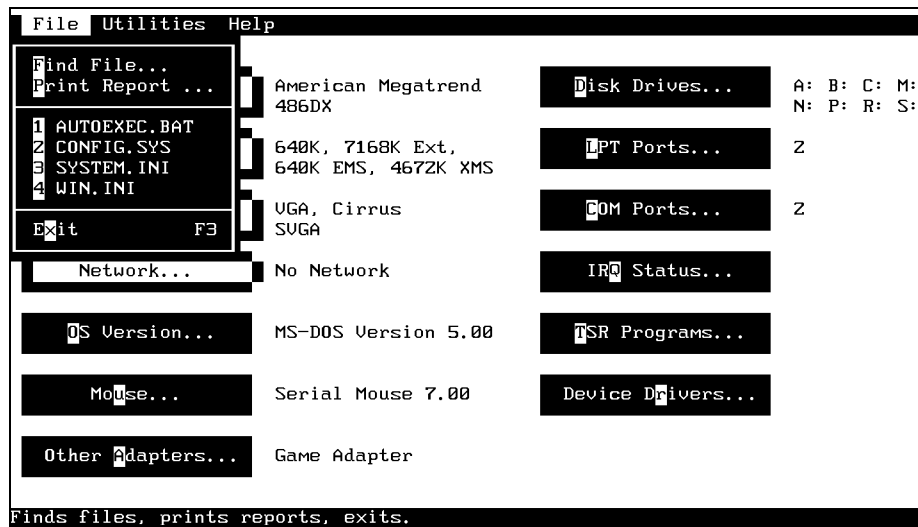 File Utilities Help
Find File...
Print Report ...
1 AUTOEXEC.BAT
2 CONFIG.SYS
3 SYSTEM.INI
4 WIN.INI
Exit F3
American Megatrend
486DX
640K, 7168K Ext,
640K EMS, 4672K XMS
VGA, Cirrus
SVGA
Network... No Network
OS Version... MS-DOS Version 5.00
Mouse... Serial Mouse 7.00
Other Adapters... Game Adapter
Disk Drives... A: B: C: M:
N: P: R: S:
LPT Ports... 2
COM Ports... 2
IRQ Status...
TSR Programs...
Device Drivers...
Finds files, prints reports, exits.